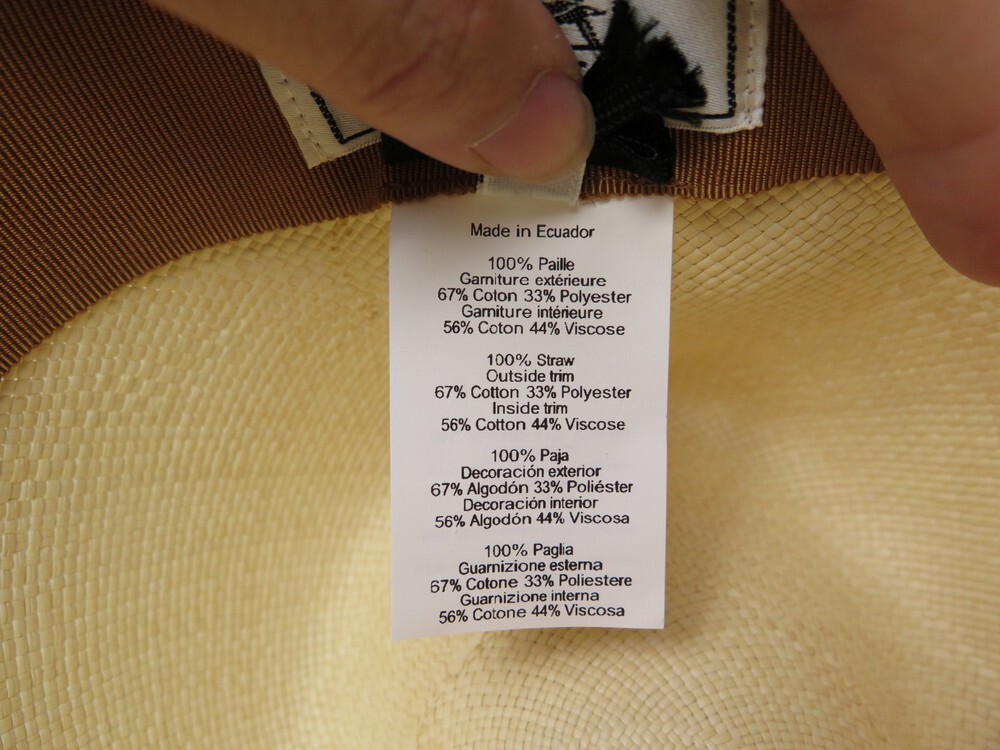 Made in Ecuador
100% Paille
Garniture extérieure
67% Coton 33% Polyester
Garniture intérieure
56% Coton 44% Viscose
100% Straw
Outside trim
67% Cotton 33% Polyester
Inside trim
56% Cotton 44% Viscose
100% Paja
Decoración exterior
67% Algodón 33% Poliéster
Decoración interior
56% Algodón 44% Viscosa
100% Paglia
Guarnizione esterna
67% Cotone 33% Poliestere
Guarnizione interna
56% Cotone 44% Viscosa